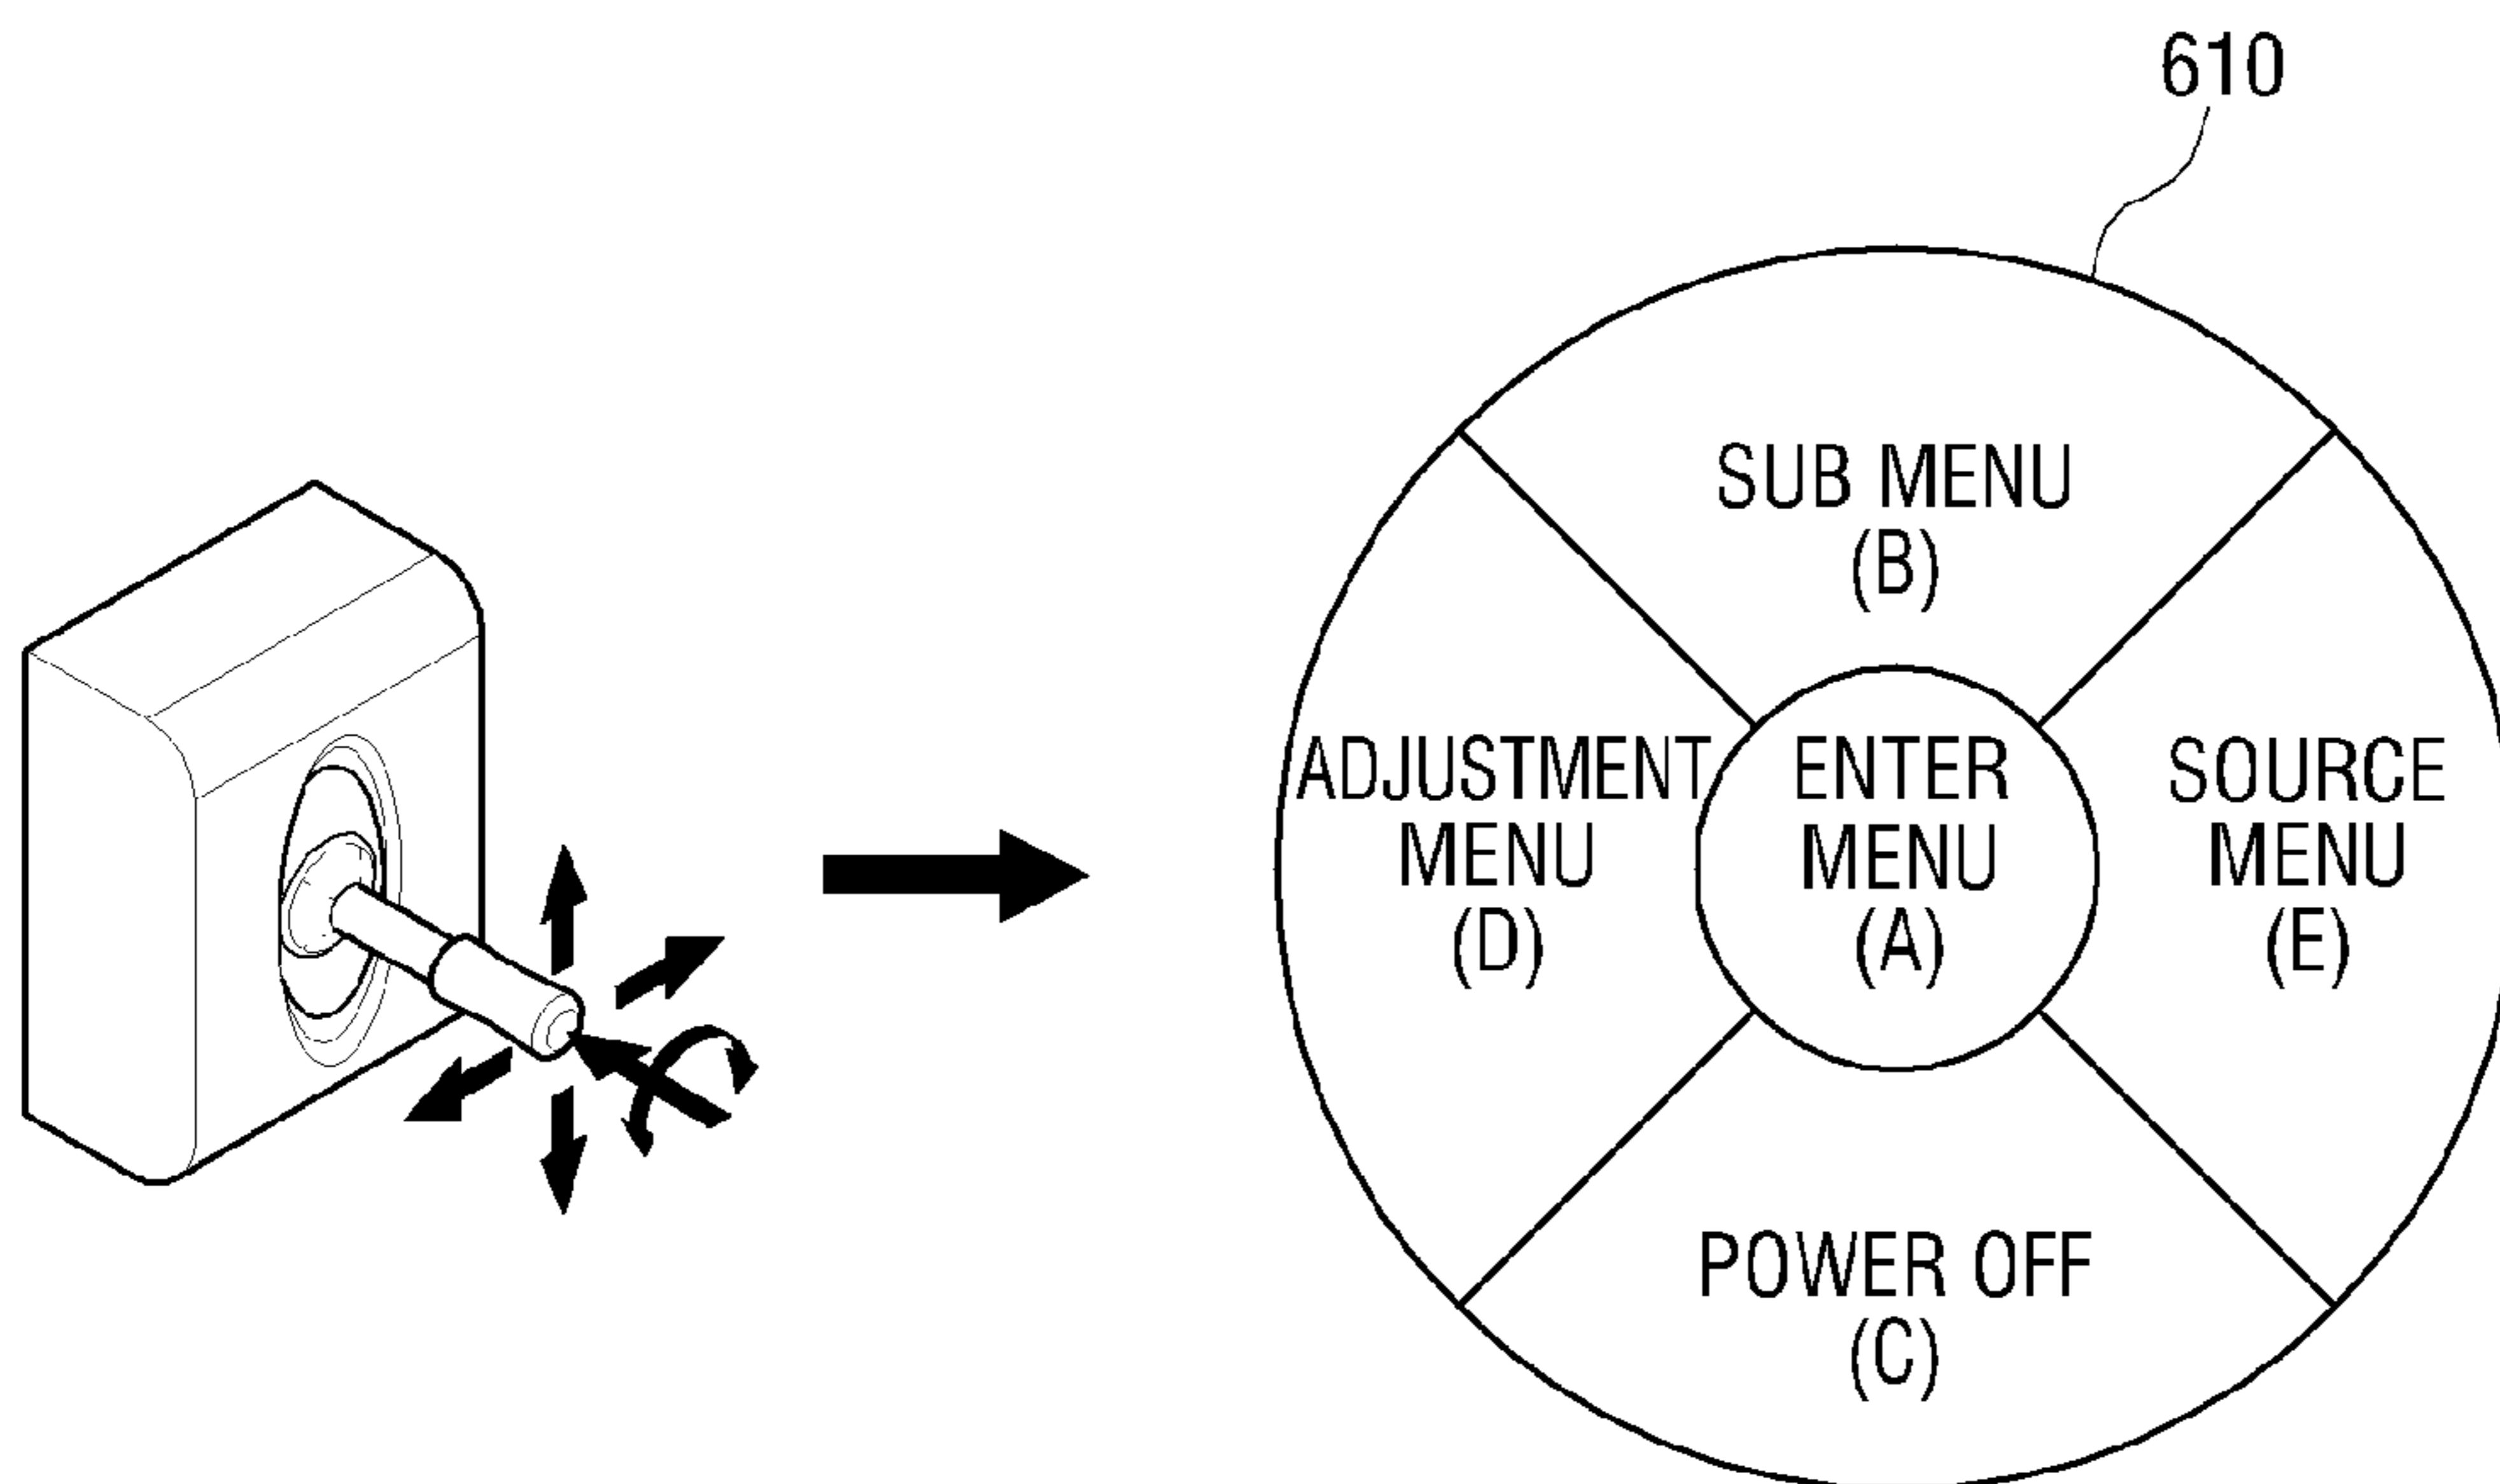 610
SUB MENU
(B)
ADJUSTMENT
MENU
(D)
ENTER
MENU
(A)
SOURCE
MENU
(E)
POWER OFF
(C)